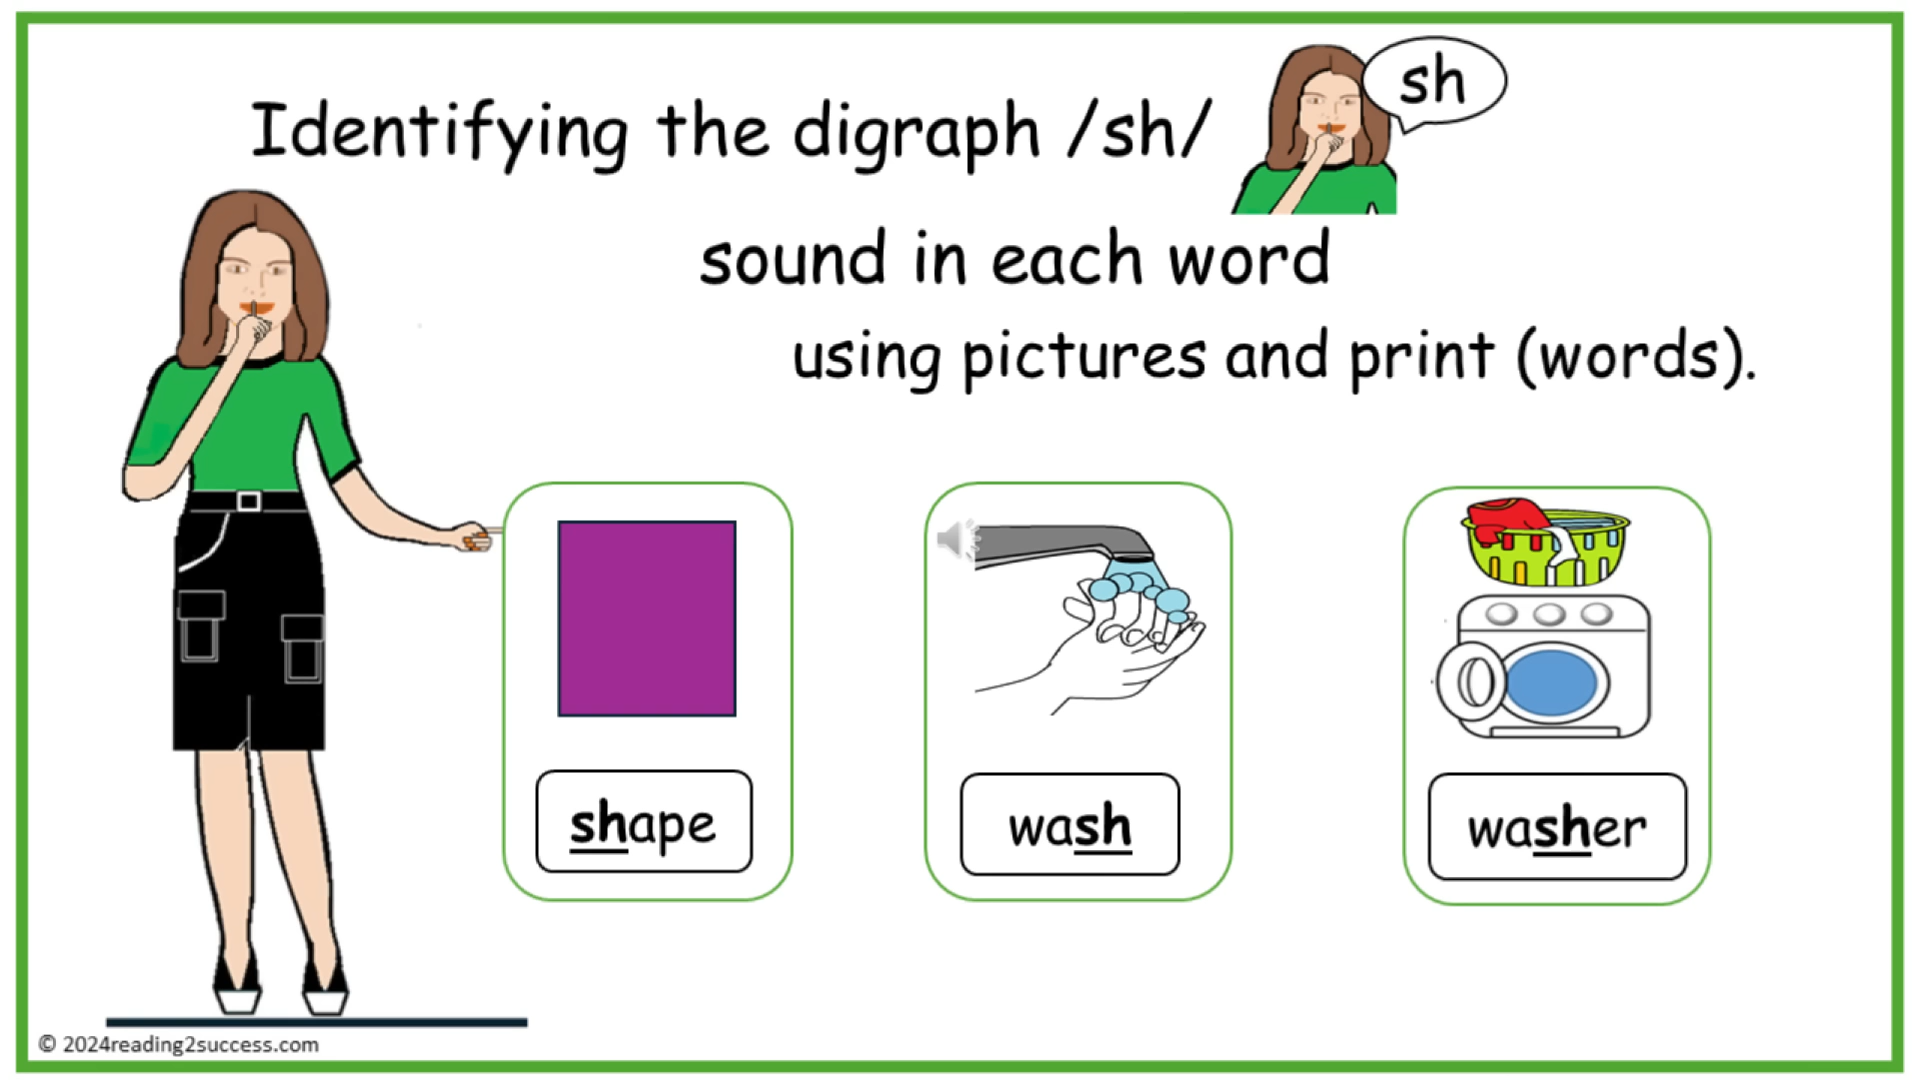 Identifying the digraph /sh/
sh
sound in each word
using pictures and print (words).
shape
wash
washer
© 2024reading2success.com